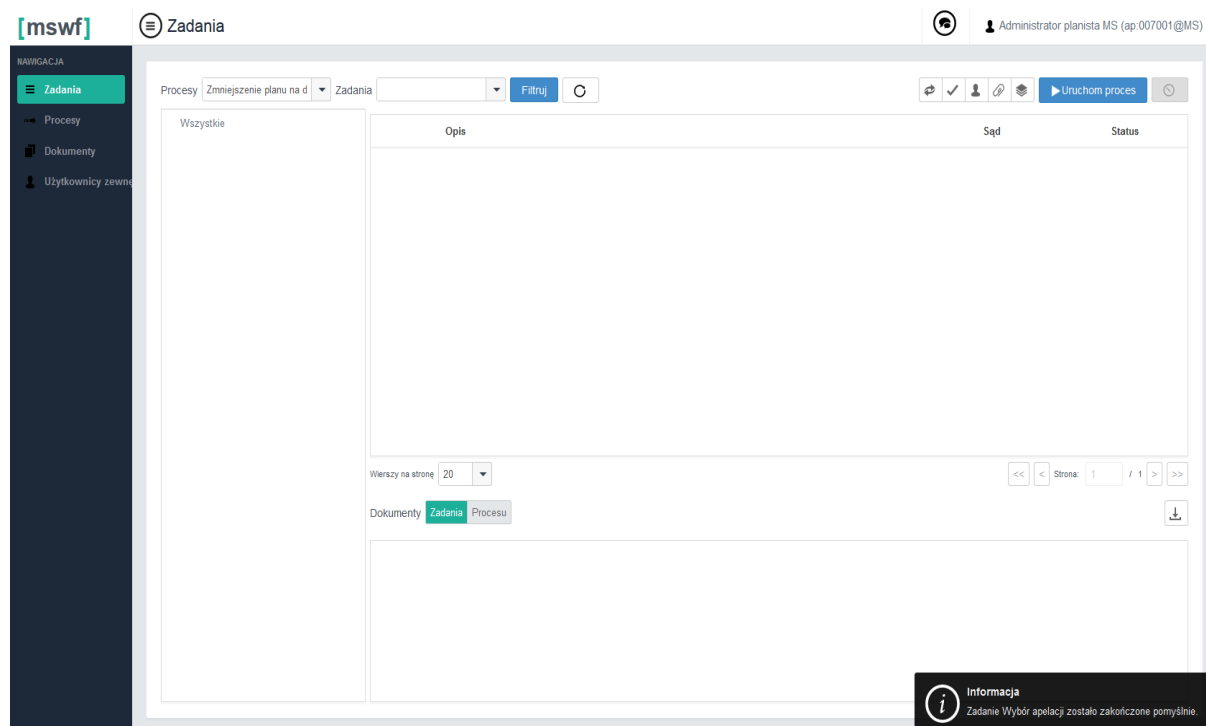 [mswf]
Zadania
Administrator planista MS (ap:007001@MS)
NAWIGACJA
Zadania
Procesy
Dokumenty
Użytkownicy zewnę
Procesy Zmniejszenie planu na d Zadania Filtruj Uruchom proces
Wszystkie
Opis Sąd Status
Wierszy na stronę 20 << < Strona: 1 / 1 > >>
Dokumenty Zadania Procesu
Informacja
Zadanie Wybór apelacji zostało zakończone pomyślnie.